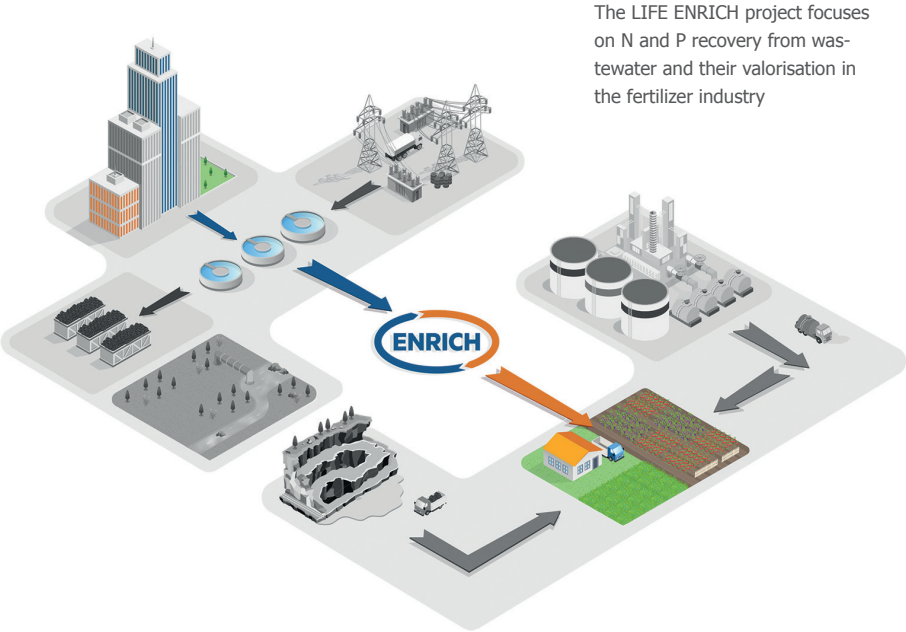 The LIFE ENRICH project focuses
on N and P recovery from was-
tewater and their valorisation in
the fertilizer industry
ENRICH